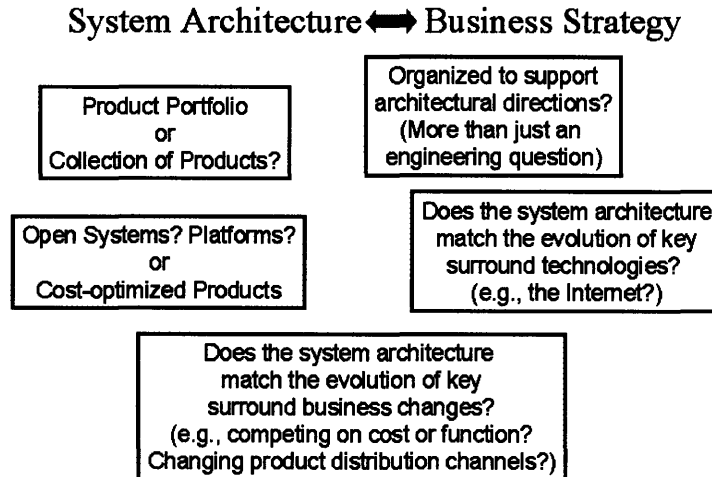 System Architecture ⟺ Business Strategy
Product Portfolio
or
Collection of Products?
Organized to support
architectural directions?
(More than just an
engineering question)
Open Systems? Platforms?
or
Cost-optimized Products
Does the system architecture
match the evolution of key
surround technologies?
(e.g., the Internet?)
Does the system architecture
match the evolution of key
surround business changes?
(e.g., competing on cost or function?
Changing product distribution channels?)